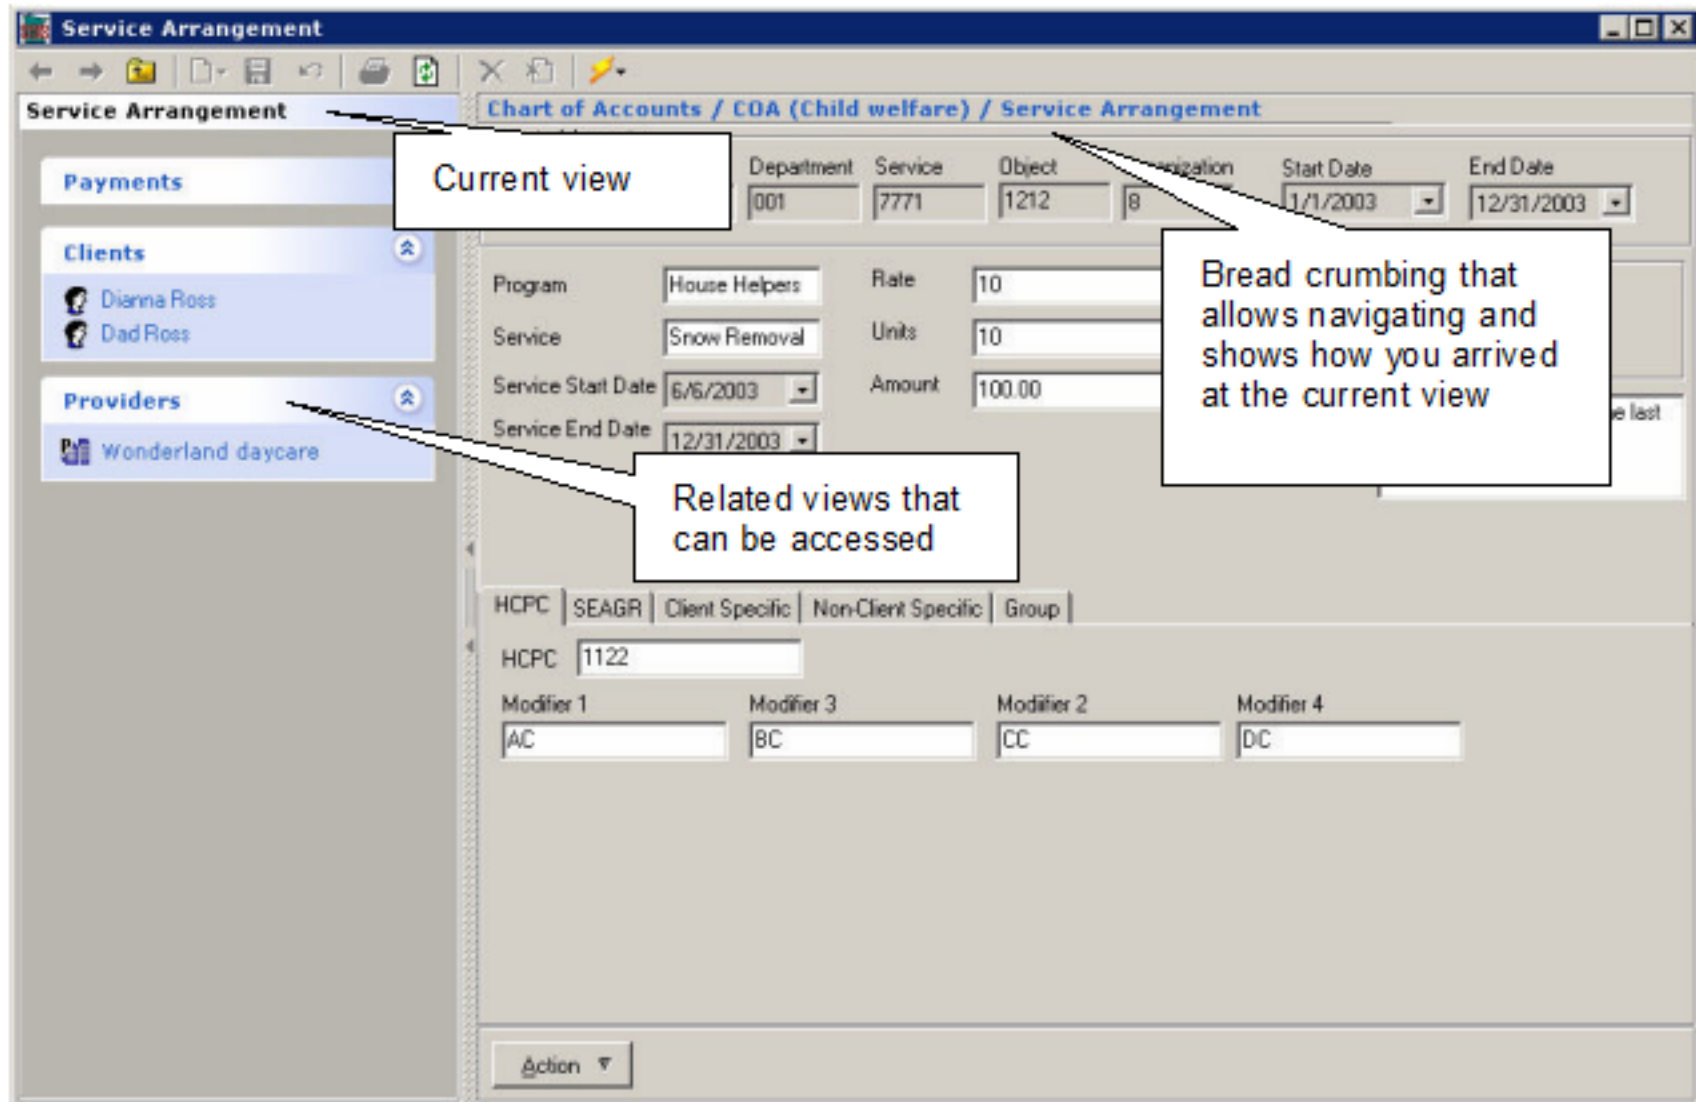 Service Arrangement
Service Arrangement
Chart of Accounts / COA (Child welfare) / Service Arrangement
Current view
Payments
Clients
Dianna Ross
Dad Ross
Providers
Wonderland daycare
Department Service Object Start Date End Date
001 7771 1212 8 1/1/2003 12/31/2003
Bread crumbing that
allows navigating and
shows how you arrived
at the current view
Program House Helpers Rate 10
Service Snow Removal Units 10
Service Start Date 6/6/2003 Amount 100.00
Service End Date 12/31/2003
last
Related views that
can be accessed
HCPC SEAGR Client Specific Non-Client Specific Group
HCPC 1122
Modifier 1 Modifier 3 Modifier 2 Modifier 4
AC BC CC DC
Action